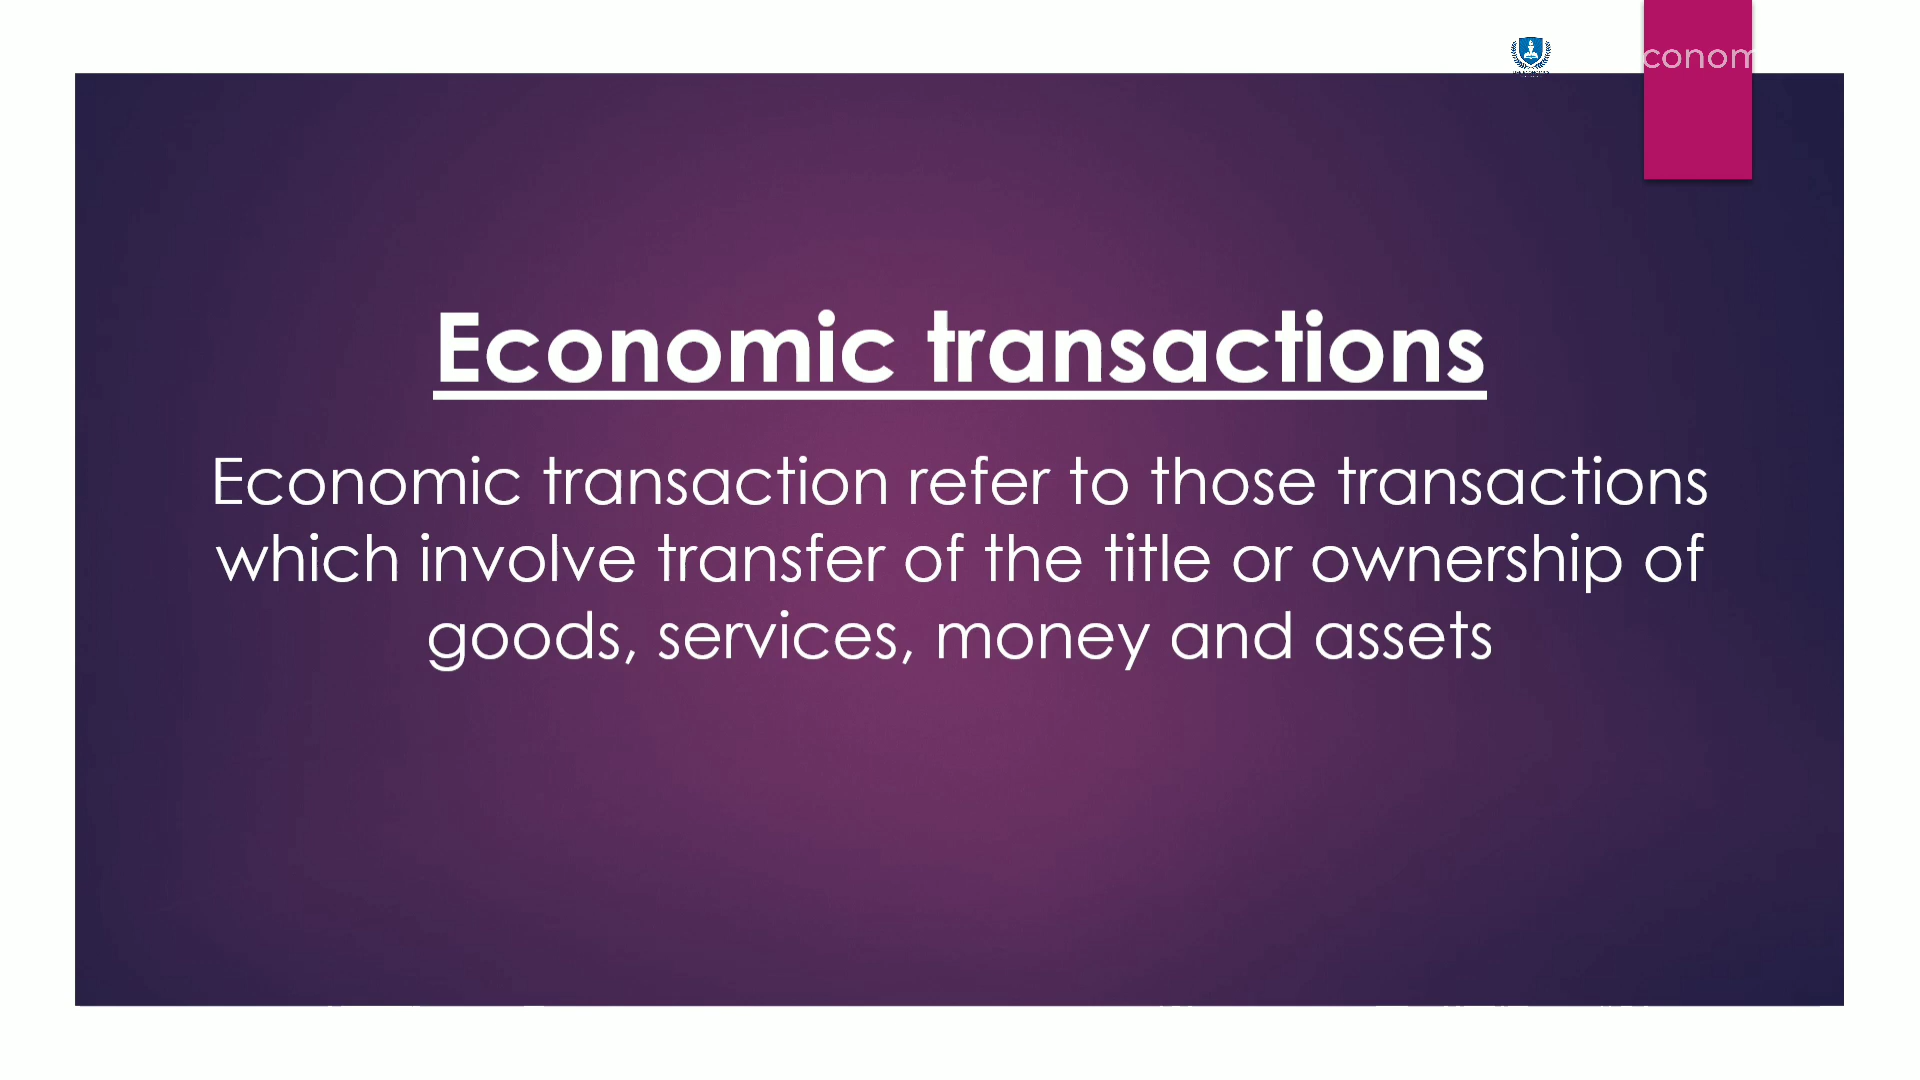 conom
Economic transactions
Economic transaction refer to those transactions
which involve transfer of the title or ownership of
goods, services, money and assets